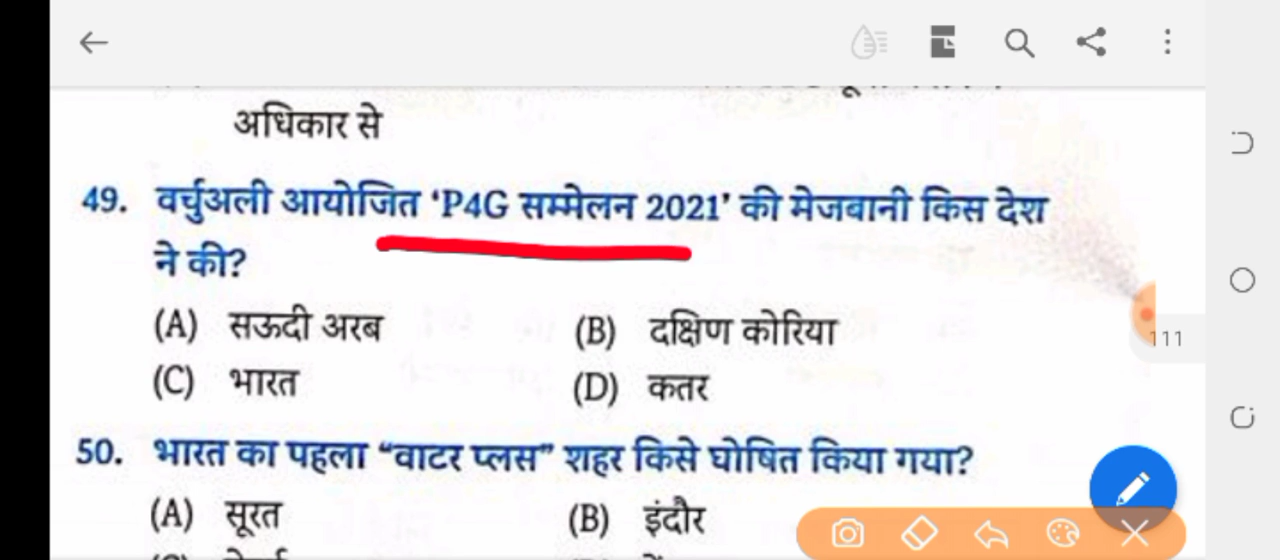 अधिकार से
49. वर्चुअली आयोजित ‘P4G सम्मेलन 2021’ की मेजबानी किस देश
ने की?
(A) सऊदी अरब (B) दक्षिण कोरिया
(C) भारत (D) कतर
111
50. भारत का पहला “वाटर प्लस” शहर किसे घोषित किया गया?
(A) सूरत (B) इंदौर